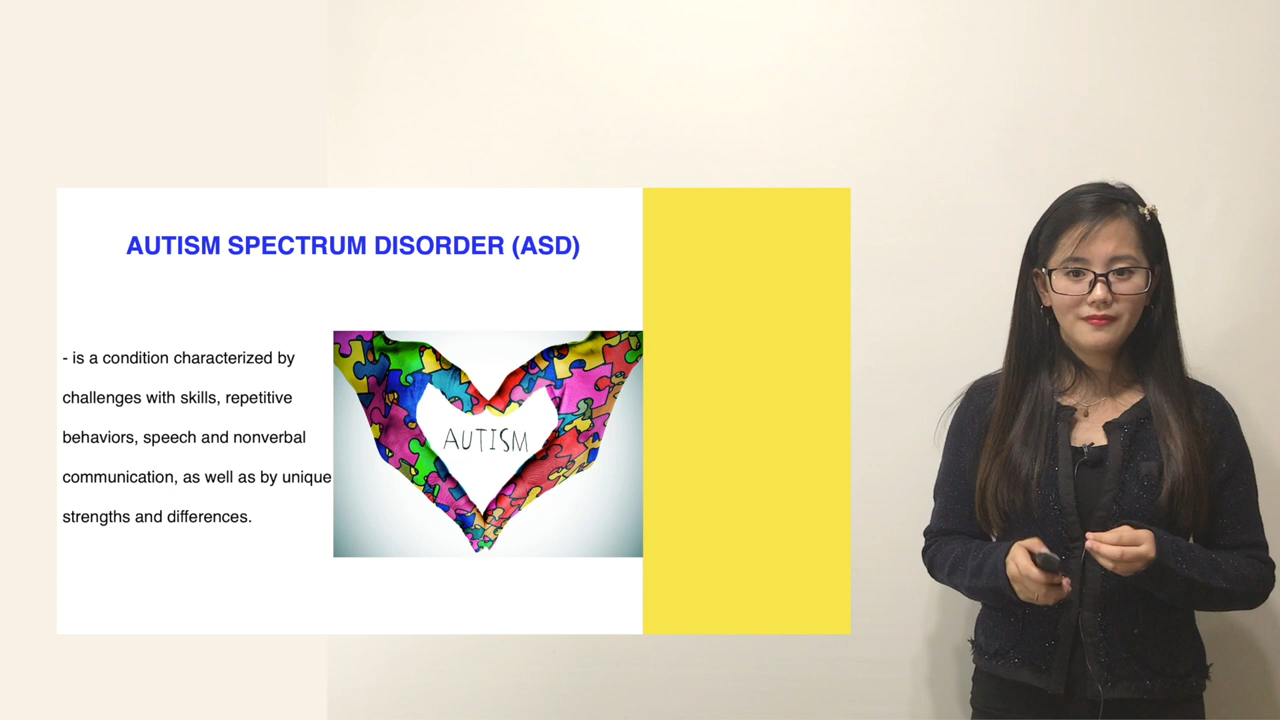 AUTISM SPECTRUM DISORDER (ASD)
- is a condition characterized by
challenges with skills, repetitive
behaviors, speech and nonverbal
communication, as well as by unique
strengths and differences.
AUTISM